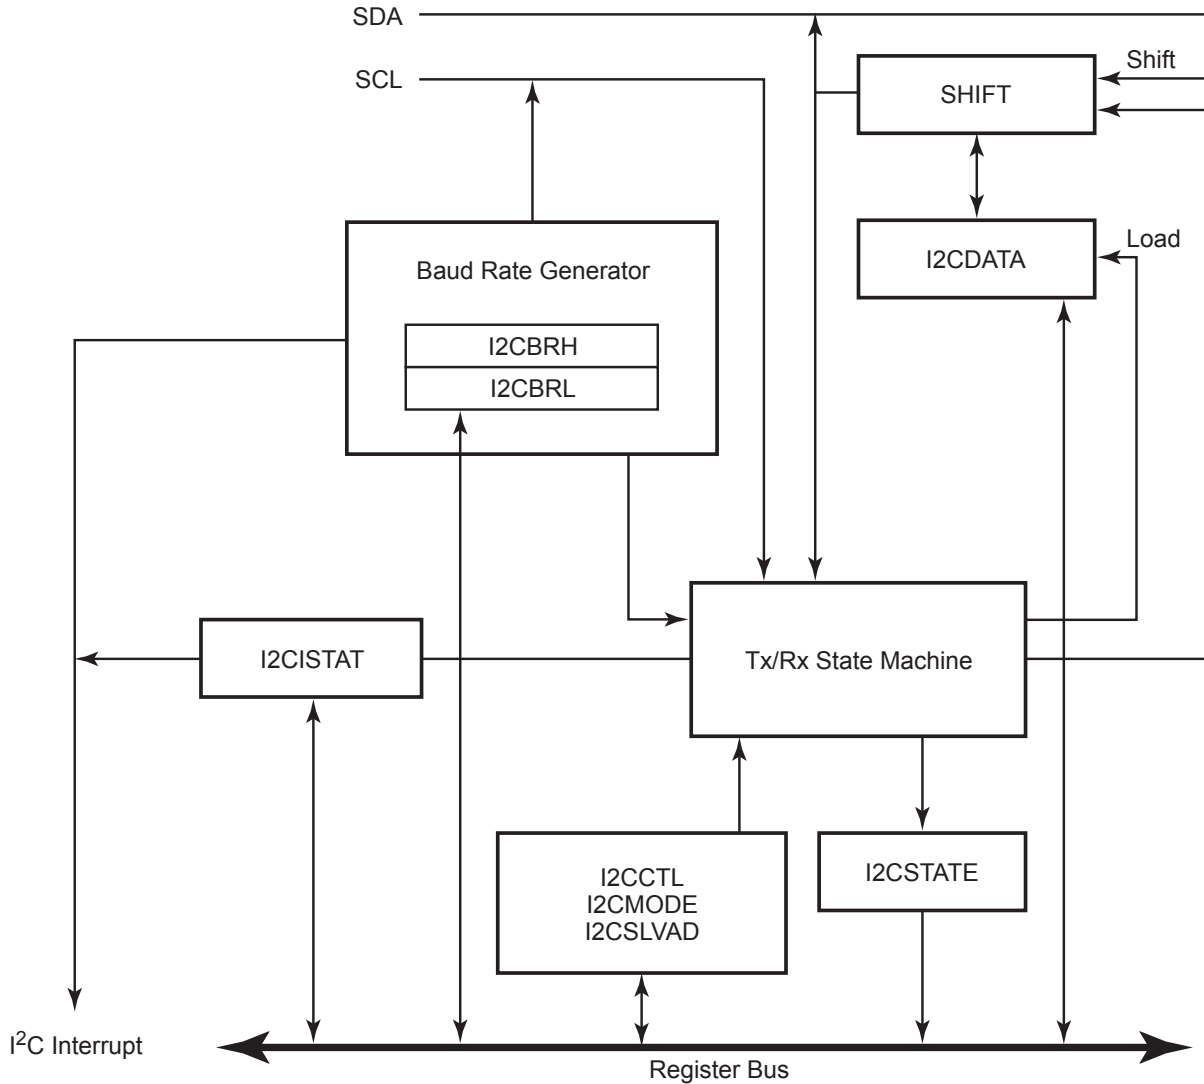 SDA
SCL
Shift
SHIFT
Load
I2CDATA
Baud Rate Generator
I2CBRH
I2CBRL
I2CISTAT
Tx/Rx State Machine
I2CCTL
I2CMODE
I2CSLVAD
I2CSTATE
I²C Interrupt
Register Bus